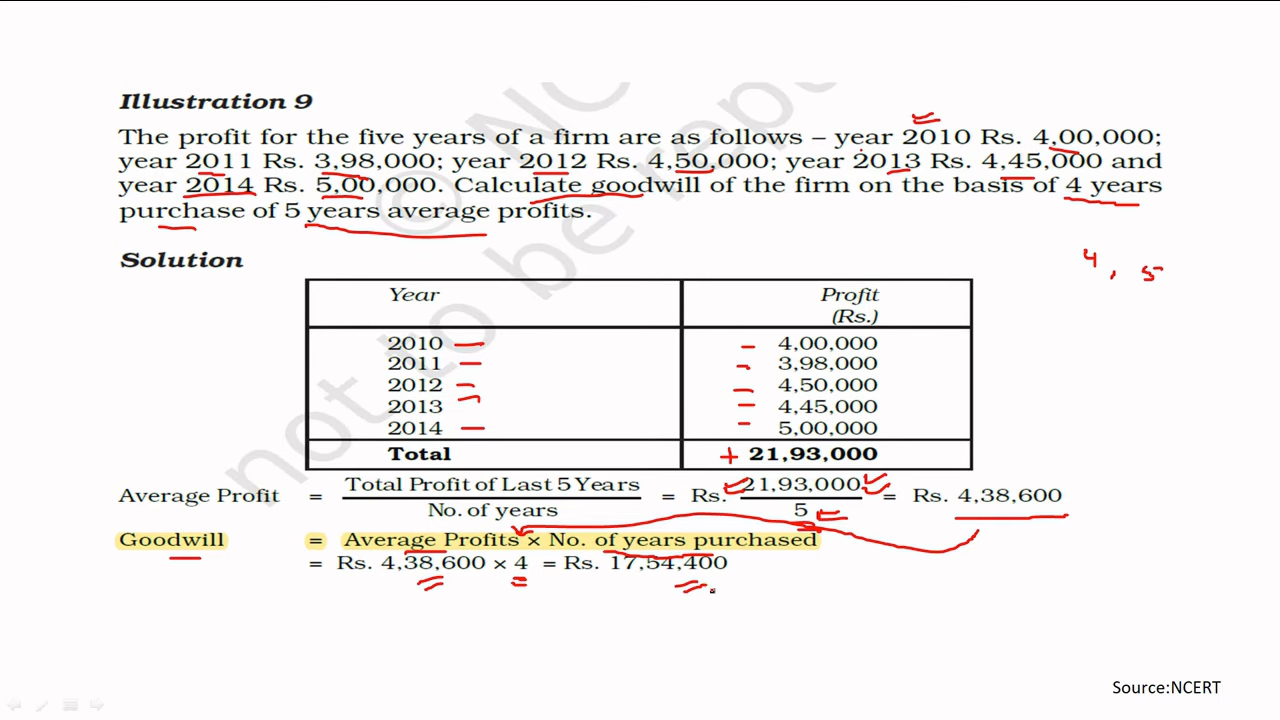 Illustration 9
The profit for the five years of a firm are as follows – year 2010 Rs. 4,00,000;
year 2011 Rs. 3,98,000; year 2012 Rs. 4,50,000; year 2013 Rs. 4,45,000 and
year 2014 Rs. 5,00,000. Calculate goodwill of the firm on the basis of 4 years
purchase of 5 years average profits.
Solution
4, 5
Year Profit
(Rs.)
2010 4,00,000
2011 3,98,000
2012 4,50,000
2013 4,45,000
2014 5,00,000
Total + 21,93,000
Average Profit = Total Profit of Last 5 Years / No. of years = Rs. 21,93,000 / 5 = Rs. 4,38,600
Goodwill = Average Profits × No. of years purchased
= Rs. 4,38,600 × 4 = Rs. 17,54,400
Source:NCERT